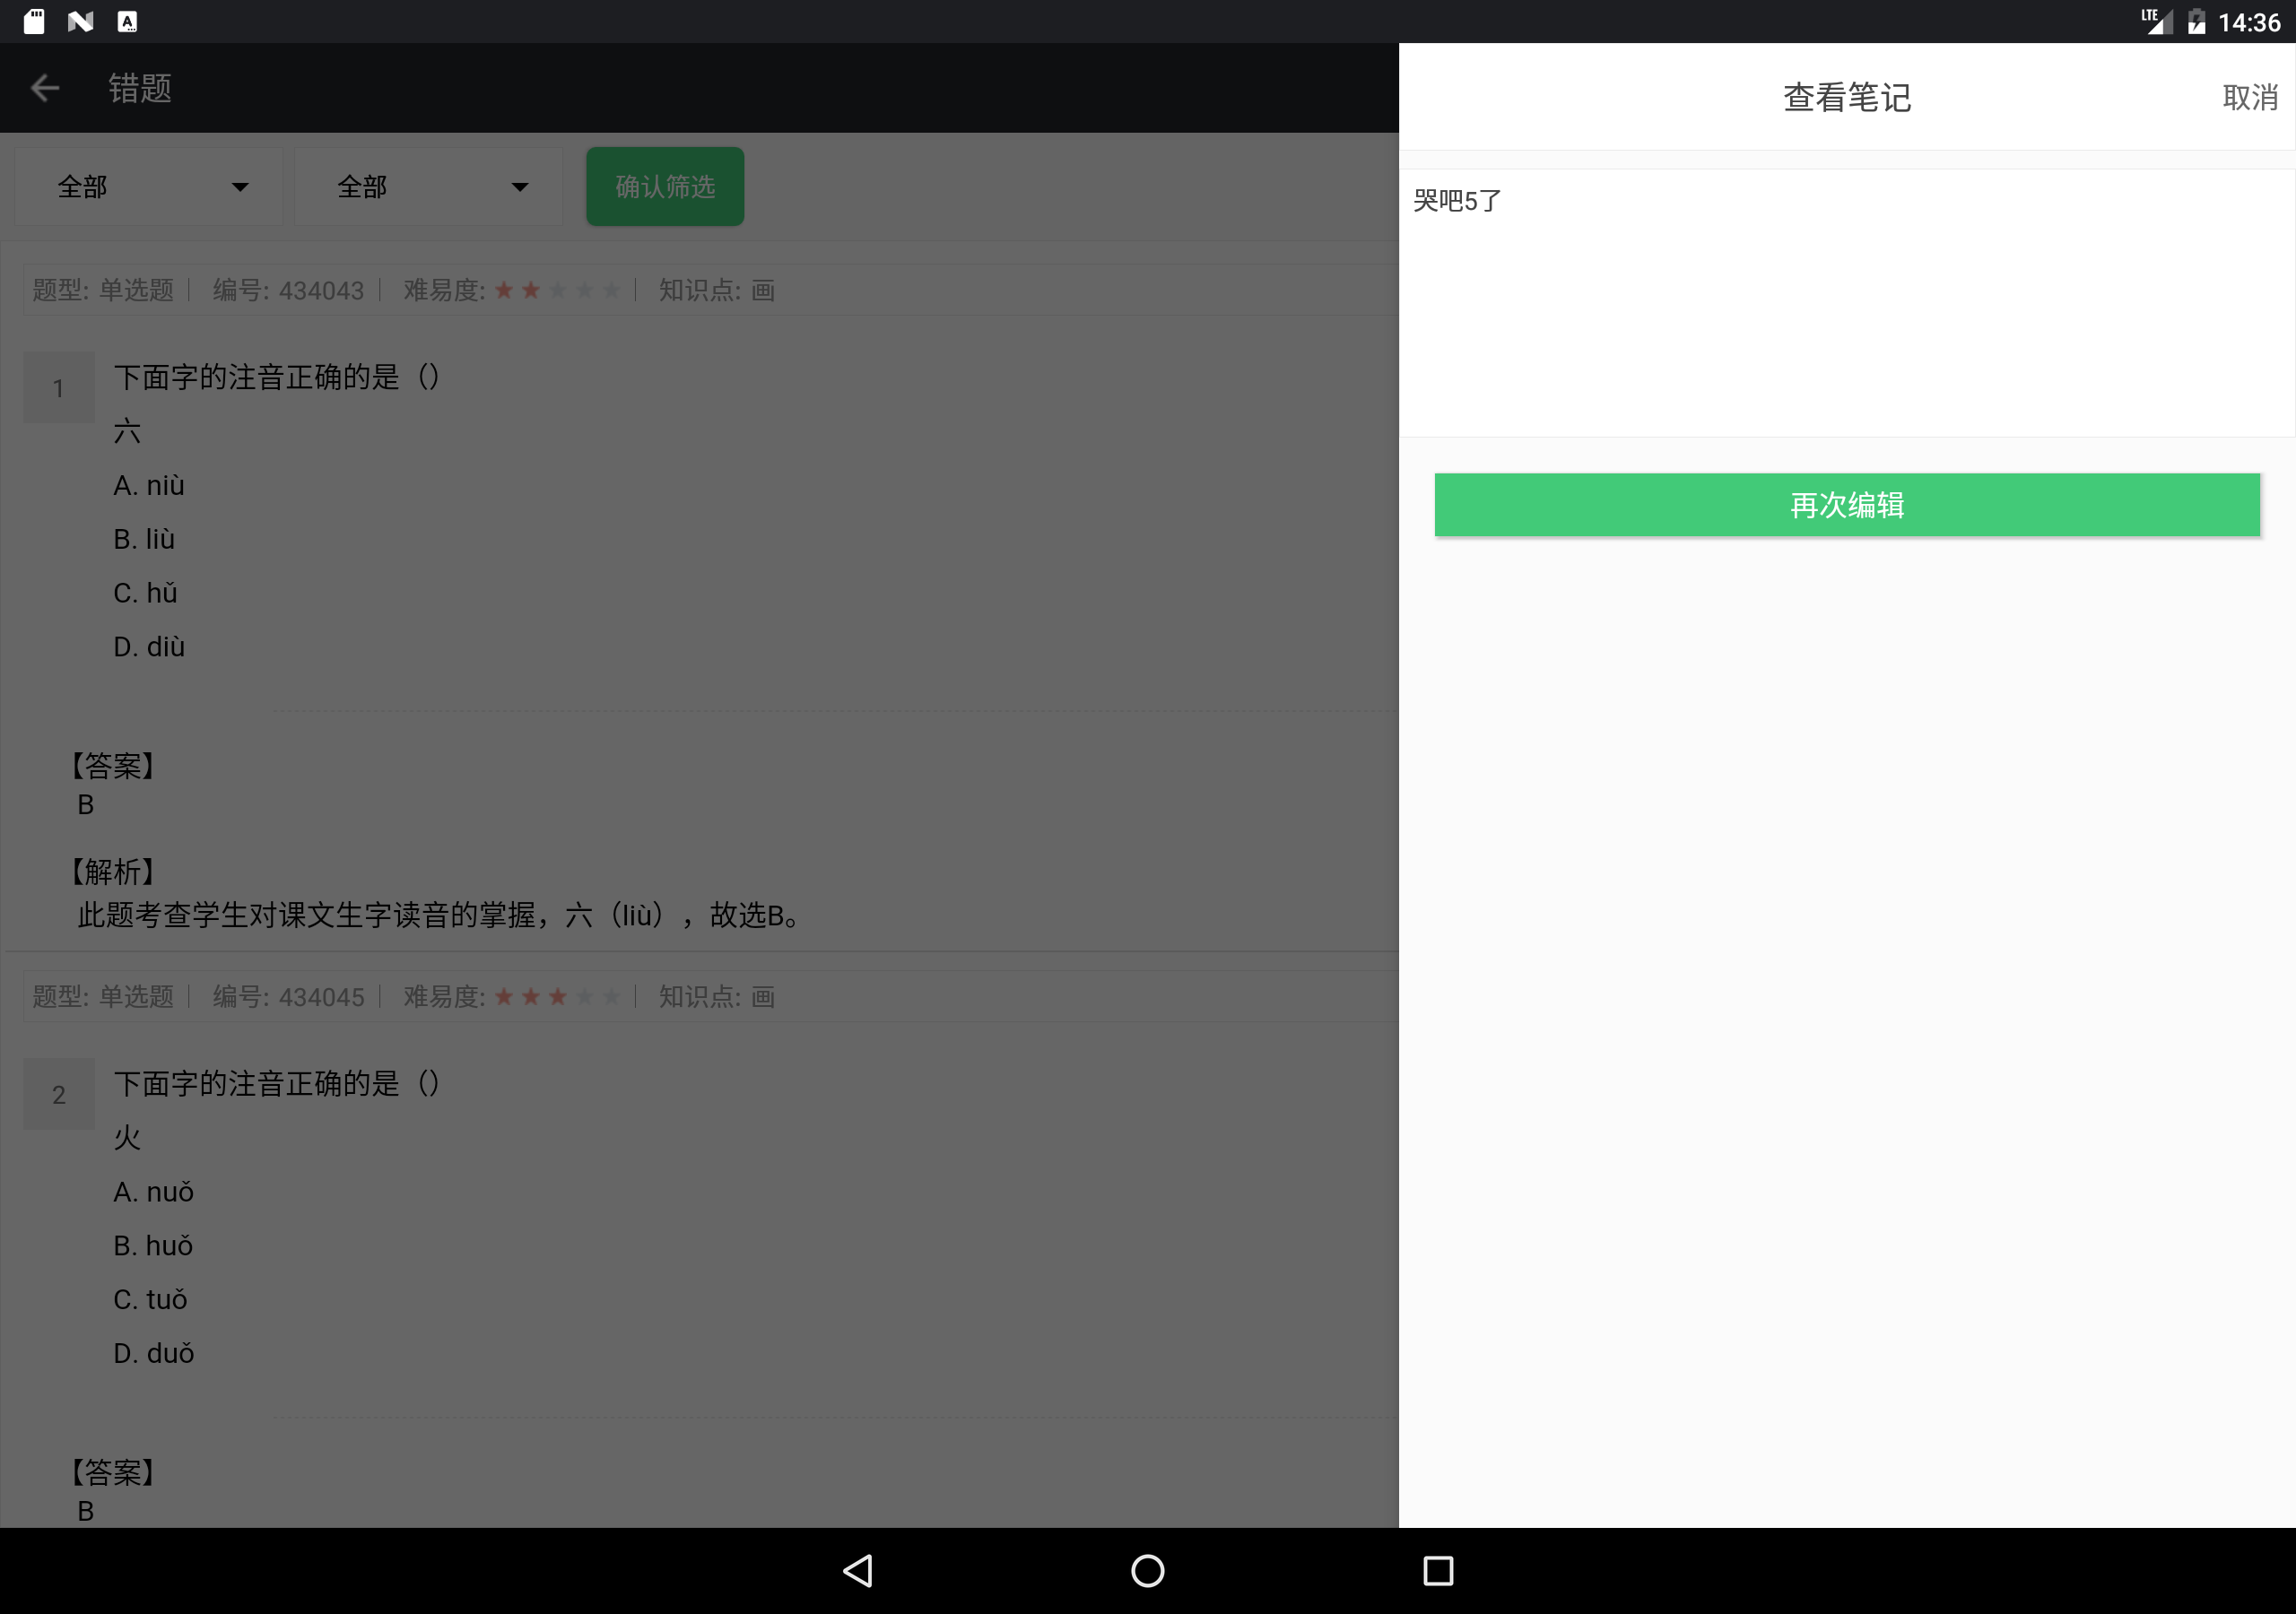 LTE 14:36
错题
全部 全部 确认筛选
题型: 单选题 编号: 434043 难易度: 知识点: 画
1 下面字的注音正确的是（）
六
A. niù
B. liù
C. hǔ
D. diù
【答案】
B
【解析】
此题考查学生对课文生字读音的掌握，六（liù），故选B。
题型: 单选题 编号: 434045 难易度: 知识点: 画
2 下面字的注音正确的是（）
火
A. nuǒ
B. huǒ
C. tuǒ
D. duǒ
【答案】
B
查看笔记 取消
哭吧5了
再次编辑